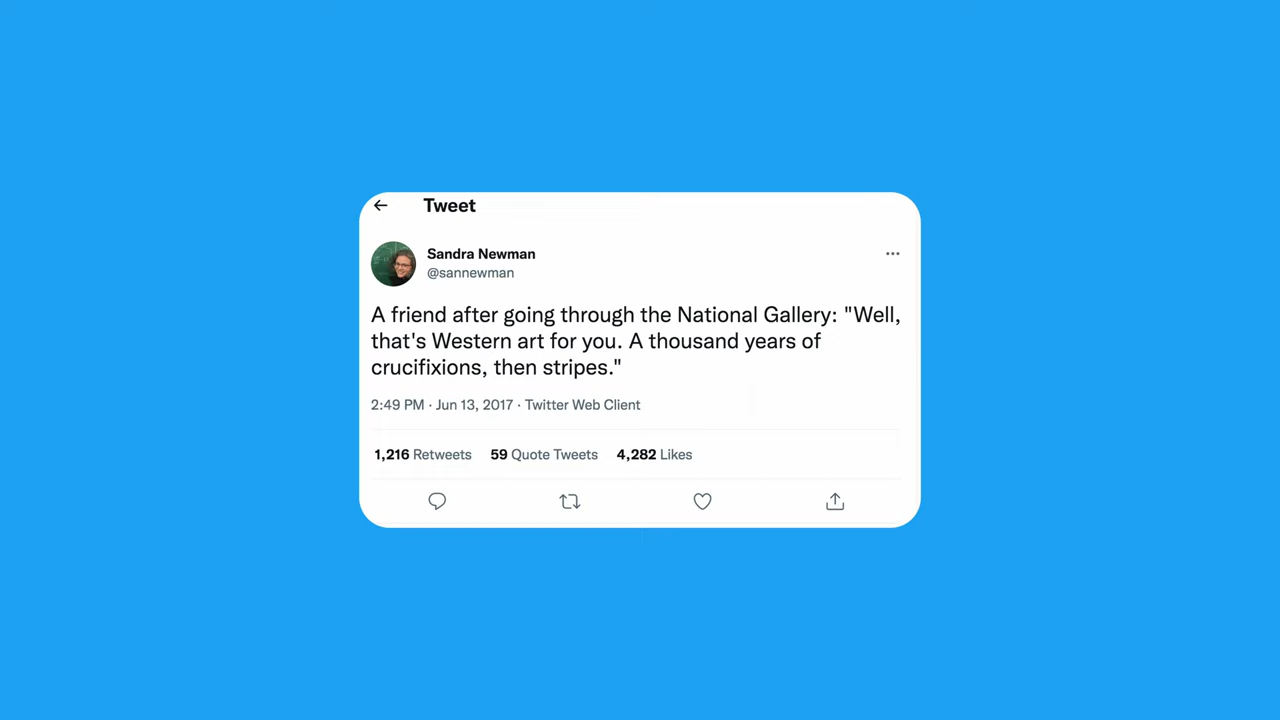 Tweet
Sandra Newman
@sannewman
A friend after going through the National Gallery: "Well,
that's Western art for you. A thousand years of
crucifixions, then stripes."
2:49 PM · Jun 13, 2017 · Twitter Web Client
1,216 Retweets 59 Quote Tweets 4,282 Likes